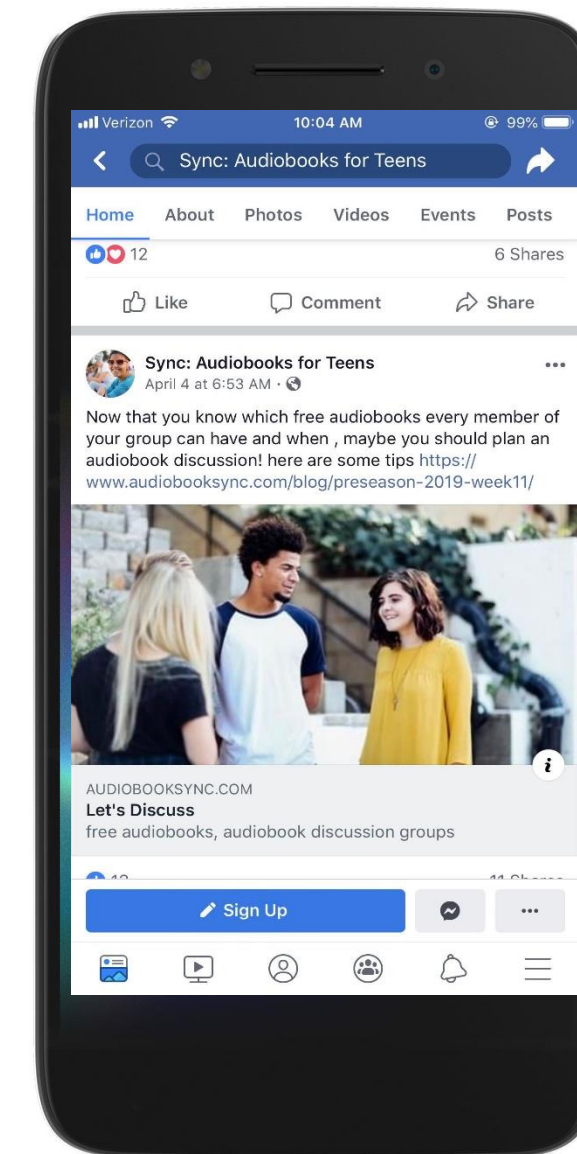 Verizon 10:04 AM 99%
Sync: Audiobooks for Teens
Home About Photos Videos Events Posts
12 6 Shares
Like Comment Share
Sync: Audiobooks for Teens
April 4 at 6:53 AM ·
Now that you know which free audiobooks every member of
your group can have and when , maybe you should plan an
audiobook discussion! here are some tips https://
www.audiobooksync.com/blog/preseason-2019-week11/
i
AUDIOBOOKSYNC.COM
Let's Discuss
free audiobooks, audiobook discussion groups
Sign Up